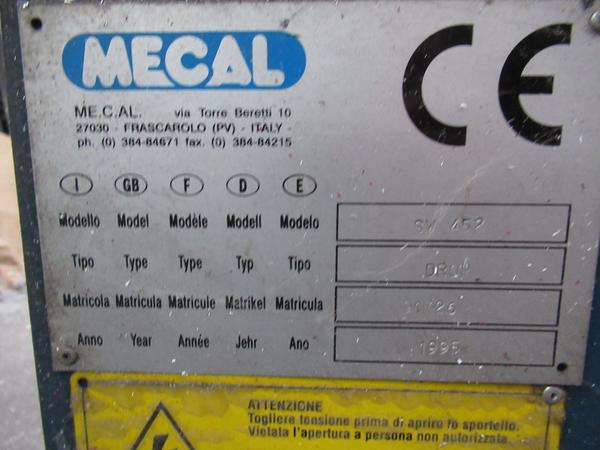 MECAL
CE
ME.C.AL. via Torre Beretti 10
27030 - FRASCAROLO (PV) - ITALY -
ph. (0) 384-84671 fax. (0) 384-84215
I GB F D E
Modello Model Modèle Modell Modelo
Tipo Type Type Typ Tipo
Matricola Matricula Matricule Matrikel Matricula
Anno Year Année Jehr Ano 1995
ATTENZIONE
Togliere tensione prima di aprire lo sportello.
Vietata l'apertura a persona non autorizzata.